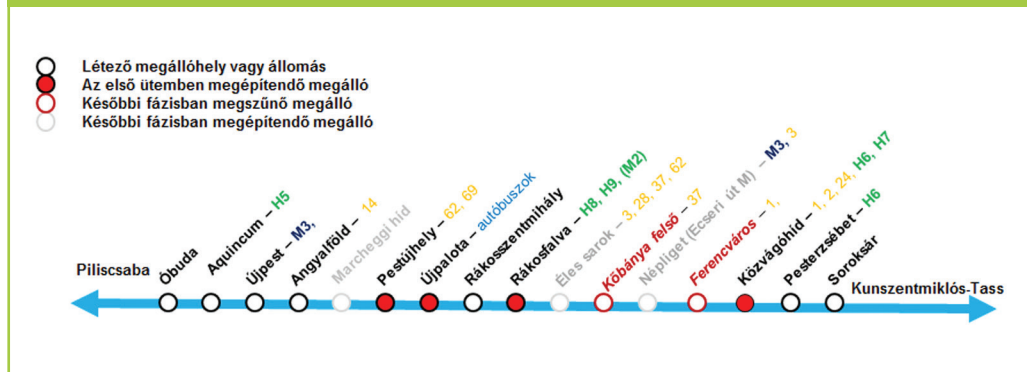 Létező megállóhely vagy állomás
Az első ütemben megépítendő megálló
Későbbi fázisban megszűnő megálló
Későbbi fázisban megépítendő megálló
Piliscsaba
Óbuda
Aquincum – H5
Újpest – M3,
Angyalföld – 14
Marcheggi híd
Pestújhely – 62, 69
Újpalota – autóbuszok
Rákosszentmihály
Rákosfalva – H8, H9, (M2)
Éles sarok – 3, 28, 37, 62
Kőbánya felső – 37
Népliget (Ecseri út M) – M3, 3
Ferencváros – 1,
Közvágóhíd – 1, 2, 24, H6, H7
Pesterzsébet – H6
Soroksár
Kunszentmiklós-Tass